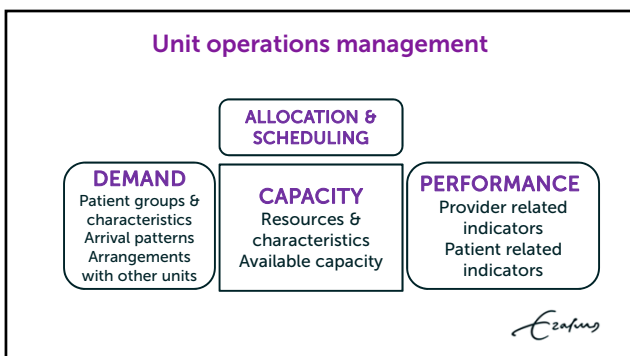 Unit operations management
ALLOCATION &
SCHEDULING
DEMAND
Patient groups &
characteristics
Arrival patterns
Arrangements
with other units
CAPACITY
Resources &
characteristics
Available capacity
PERFORMANCE
Provider related
indicators
Patient related
indicators
Erasmus